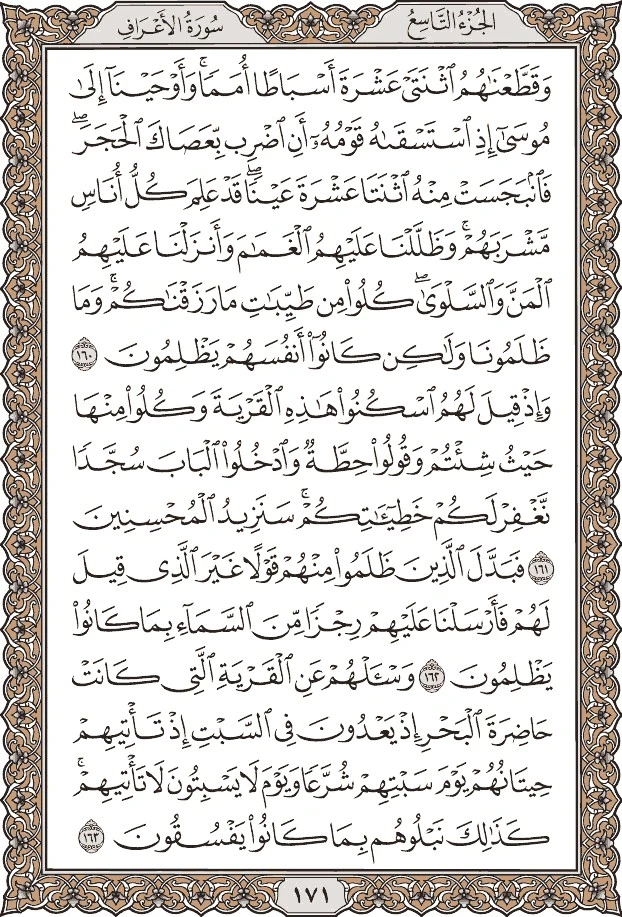 الجُزْءُ التَّاسِعُ
سُورَةُ الأَعْرَافِ
وَقَطَّعْنَٰهُمُ ٱثْنَتَيْ عَشْرَةَ أَسْبَاطًا أُمَمٗاۚ وَأَوْحَيْنَآ إِلَىٰ
مُوسَىٰٓ إِذِ ٱسْتَسْقَىٰهُ قَوْمُهُۥٓ أَنِ ٱضْرِب بِّعَصَاكَ ٱلْحَجَرَۖ
فَٱنۢبَجَسَتْ مِنْهُ ٱثْنَتَا عَشْرَةَ عَيْنٗاۖ قَدْ عَلِمَ كُلُّ أُنَاسٖ
مَّشْرَبَهُمْۚ وَظَلَّلْنَا عَلَيْهِمُ ٱلْغَمَٰمَ وَأَنزَلْنَا عَلَيْهِمُ
ٱلْمَنَّ وَٱلسَّلْوَىٰۖ كُلُوا۟ مِن طَيِّبَٰتِ مَا رَزَقْنَٰكُمْۚ وَمَا
ظَلَمُونَا وَلَٰكِن كَانُوٓا۟ أَنفُسَهُمْ يَظْلِمُونَ ١٦٠
وَإِذْ قِيلَ لَهُمُ ٱسْكُنُوا۟ هَٰذِهِ ٱلْقَرْيَةَ وَكُلُوا۟ مِنْهَا
حَيْثُ شِئْتُمْ وَقُولُوا۟ حِطَّةٞ وَٱدْخُلُوا۟ ٱلْبَابَ سُجَّدٗا
نَّغْفِرْ لَكُمْ خَطِيٓـَٰٔتِكُمْۚ سَنَزِيدُ ٱلْمُحْسِنِينَ
١٦١ فَبَدَّلَ ٱلَّذِينَ ظَلَمُوا۟ مِنْهُمْ قَوْلًا غَيْرَ ٱلَّذِي قِيلَ
لَهُمْ فَأَرْسَلْنَا عَلَيْهِمْ رِجْزٗا مِّنَ ٱلسَّمَآءِ بِمَا كَانُوا۟
يَظْلِمُونَ ١٦٢ وَسْـَٔلْهُمْ عَنِ ٱلْقَرْيَةِ ٱلَّتِي كَانَتْ
حَاضِرَةَ ٱلْبَحْرِ إِذْ يَعْدُونَ فِي ٱلسَّبْتِ إِذْ تَأْتِيهِمْ
حِيتَانُهُمْ يَوْمَ سَبْتِهِمْ شُرَّعٗا وَيَوْمَ لَا يَسْبِتُونَ لَا تَأْتِيهِمْۚ
كَذَٰلِكَ نَبْلُوهُم بِمَا كَانُوا۟ يَفْسُقُونَ ١٦٣
١٧١